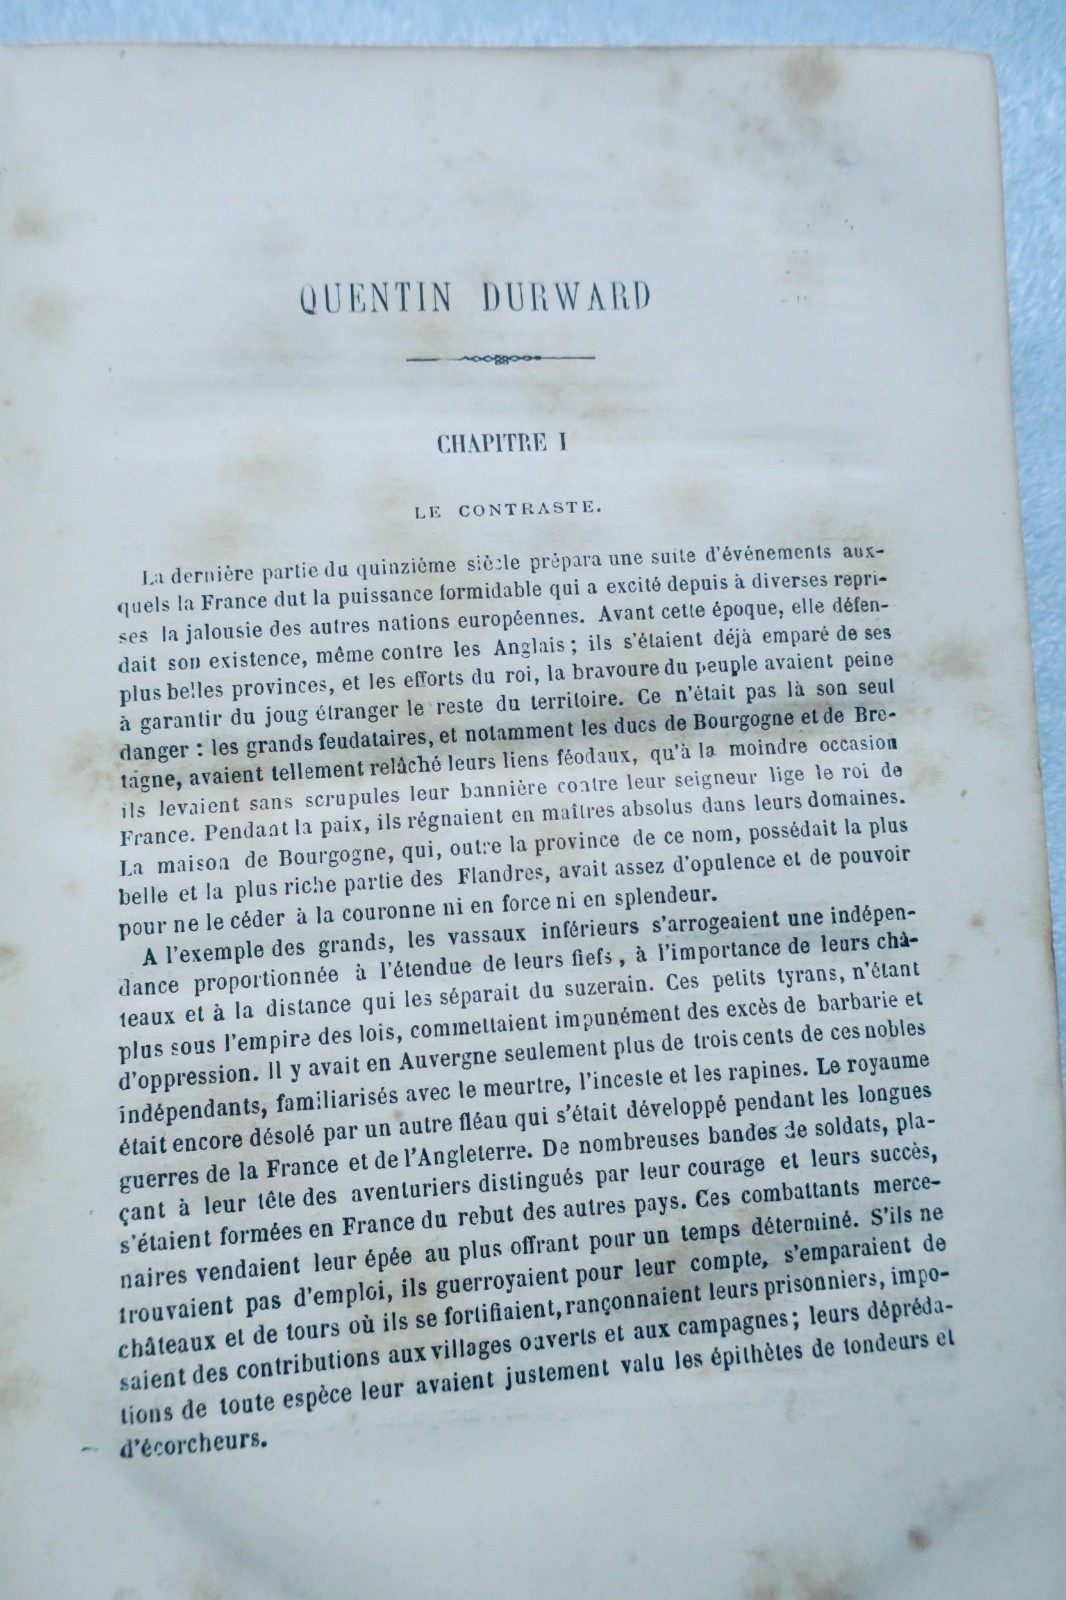 QUENTIN DURWARD
CHAPITRE I
LE CONTRASTE.
La dernière partie du quinzième siècle prépara une suite d'événements aux-
quels la France dut la puissance formidable qui a excité depuis à diverses repri-
ses la jalousie des autres nations européennes. Avant cette époque, elle défen-
dait son existence, même contre les Anglais ; ils s'étaient déjà emparé de ses
plus belles provinces, et les efforts du roi, la bravoure du peuple avaient peine
à garantir du joug étranger le reste du territoire. Ce n'était pas là son seul
danger : les grands feudataires, et notamment les ducs de Bourgogne et de Bre-
tagne, avaient tellement relâché leurs liens féodaux, qu'à la moindre occasion
ils levaient sans scrupules leur bannière contre leur seigneur lige le roi de
France. Pendant la paix, ils régnaient en maîtres absolus dans leurs domaines.
La maison de Bourgogne, qui, outre la province de ce nom, possédait la plus
belle et la plus riche partie des Flandres, avait assez d'opulence et de pouvoir
pour ne le céder à la couronne ni en force ni en splendeur.
A l'exemple des grands, les vassaux inférieurs s'arrogeaient une indépen-
dance proportionnée à l'étendue de leurs fiefs, à l'importance de leurs châ-
teaux et à la distance qui les séparait du suzerain. Ces petits tyrans, n'étant
plus sous l'empire des lois, commettaient impunément des excès de barbarie et
d'oppression. Il y avait en Auvergne seulement plus de trois cents de ces nobles
indépendants, familiarisés avec le meurtre, l'inceste et les rapines. Le royaume
était encore désolé par un autre fléau qui s'était développé pendant les longues
guerres de la France et de l'Angleterre. De nombreuses bandes de soldats, pla-
çant à leur tête des aventuriers distingués par leur courage et leurs succès,
s'étaient formées en France du rebut des autres pays. Ces combattants merce-
naires vendaient leur épée au plus offrant pour un temps déterminé. S'ils ne
trouvaient pas d'emploi, ils guerroyaient pour leur compte, s'emparaient de
châteaux et de tours où ils se fortifiaient, rançonnaient leurs prisonniers, impo-
saient des contributions aux villages ouverts et aux campagnes ; leurs dépréda-
tions de toute espèce leur avaient justement valu les épithètes de tondeurs et
d'écorcheurs.